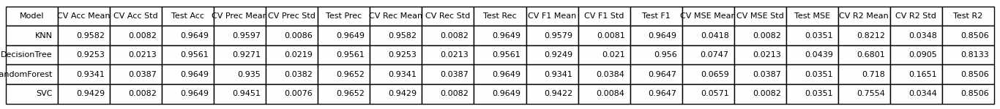 Model CV Acc Mean CV Acc Std Test Acc CV Prec Mean CV Prec Std Test Prec CV Rec Mean CV Rec Std Test Rec CV F1 Mean CV F1 Std Test F1 CV MSE Mean CV MSE Std Test MSE CV R2 Mean CV R2 Std Test R2
KNN 0.9582 0.0082 0.9649 0.9597 0.0086 0.9649 0.9582 0.0082 0.9649 0.9579 0.0081 0.9649 0.0418 0.0082 0.0351 0.8212 0.0348 0.8506
DecisionTree 0.9253 0.0213 0.9561 0.9271 0.0219 0.9561 0.9253 0.0213 0.9561 0.9249 0.021 0.956 0.0747 0.0213 0.0439 0.6801 0.0905 0.8133
andomForest 0.9341 0.0387 0.9649 0.935 0.0382 0.9652 0.9341 0.0387 0.9649 0.9341 0.0384 0.9647 0.0659 0.0387 0.0351 0.718 0.1651 0.8506
SVC 0.9429 0.0082 0.9649 0.9451 0.0076 0.9652 0.9429 0.0082 0.9649 0.9422 0.0084 0.9647 0.0571 0.0082 0.0351 0.7554 0.0344 0.8506